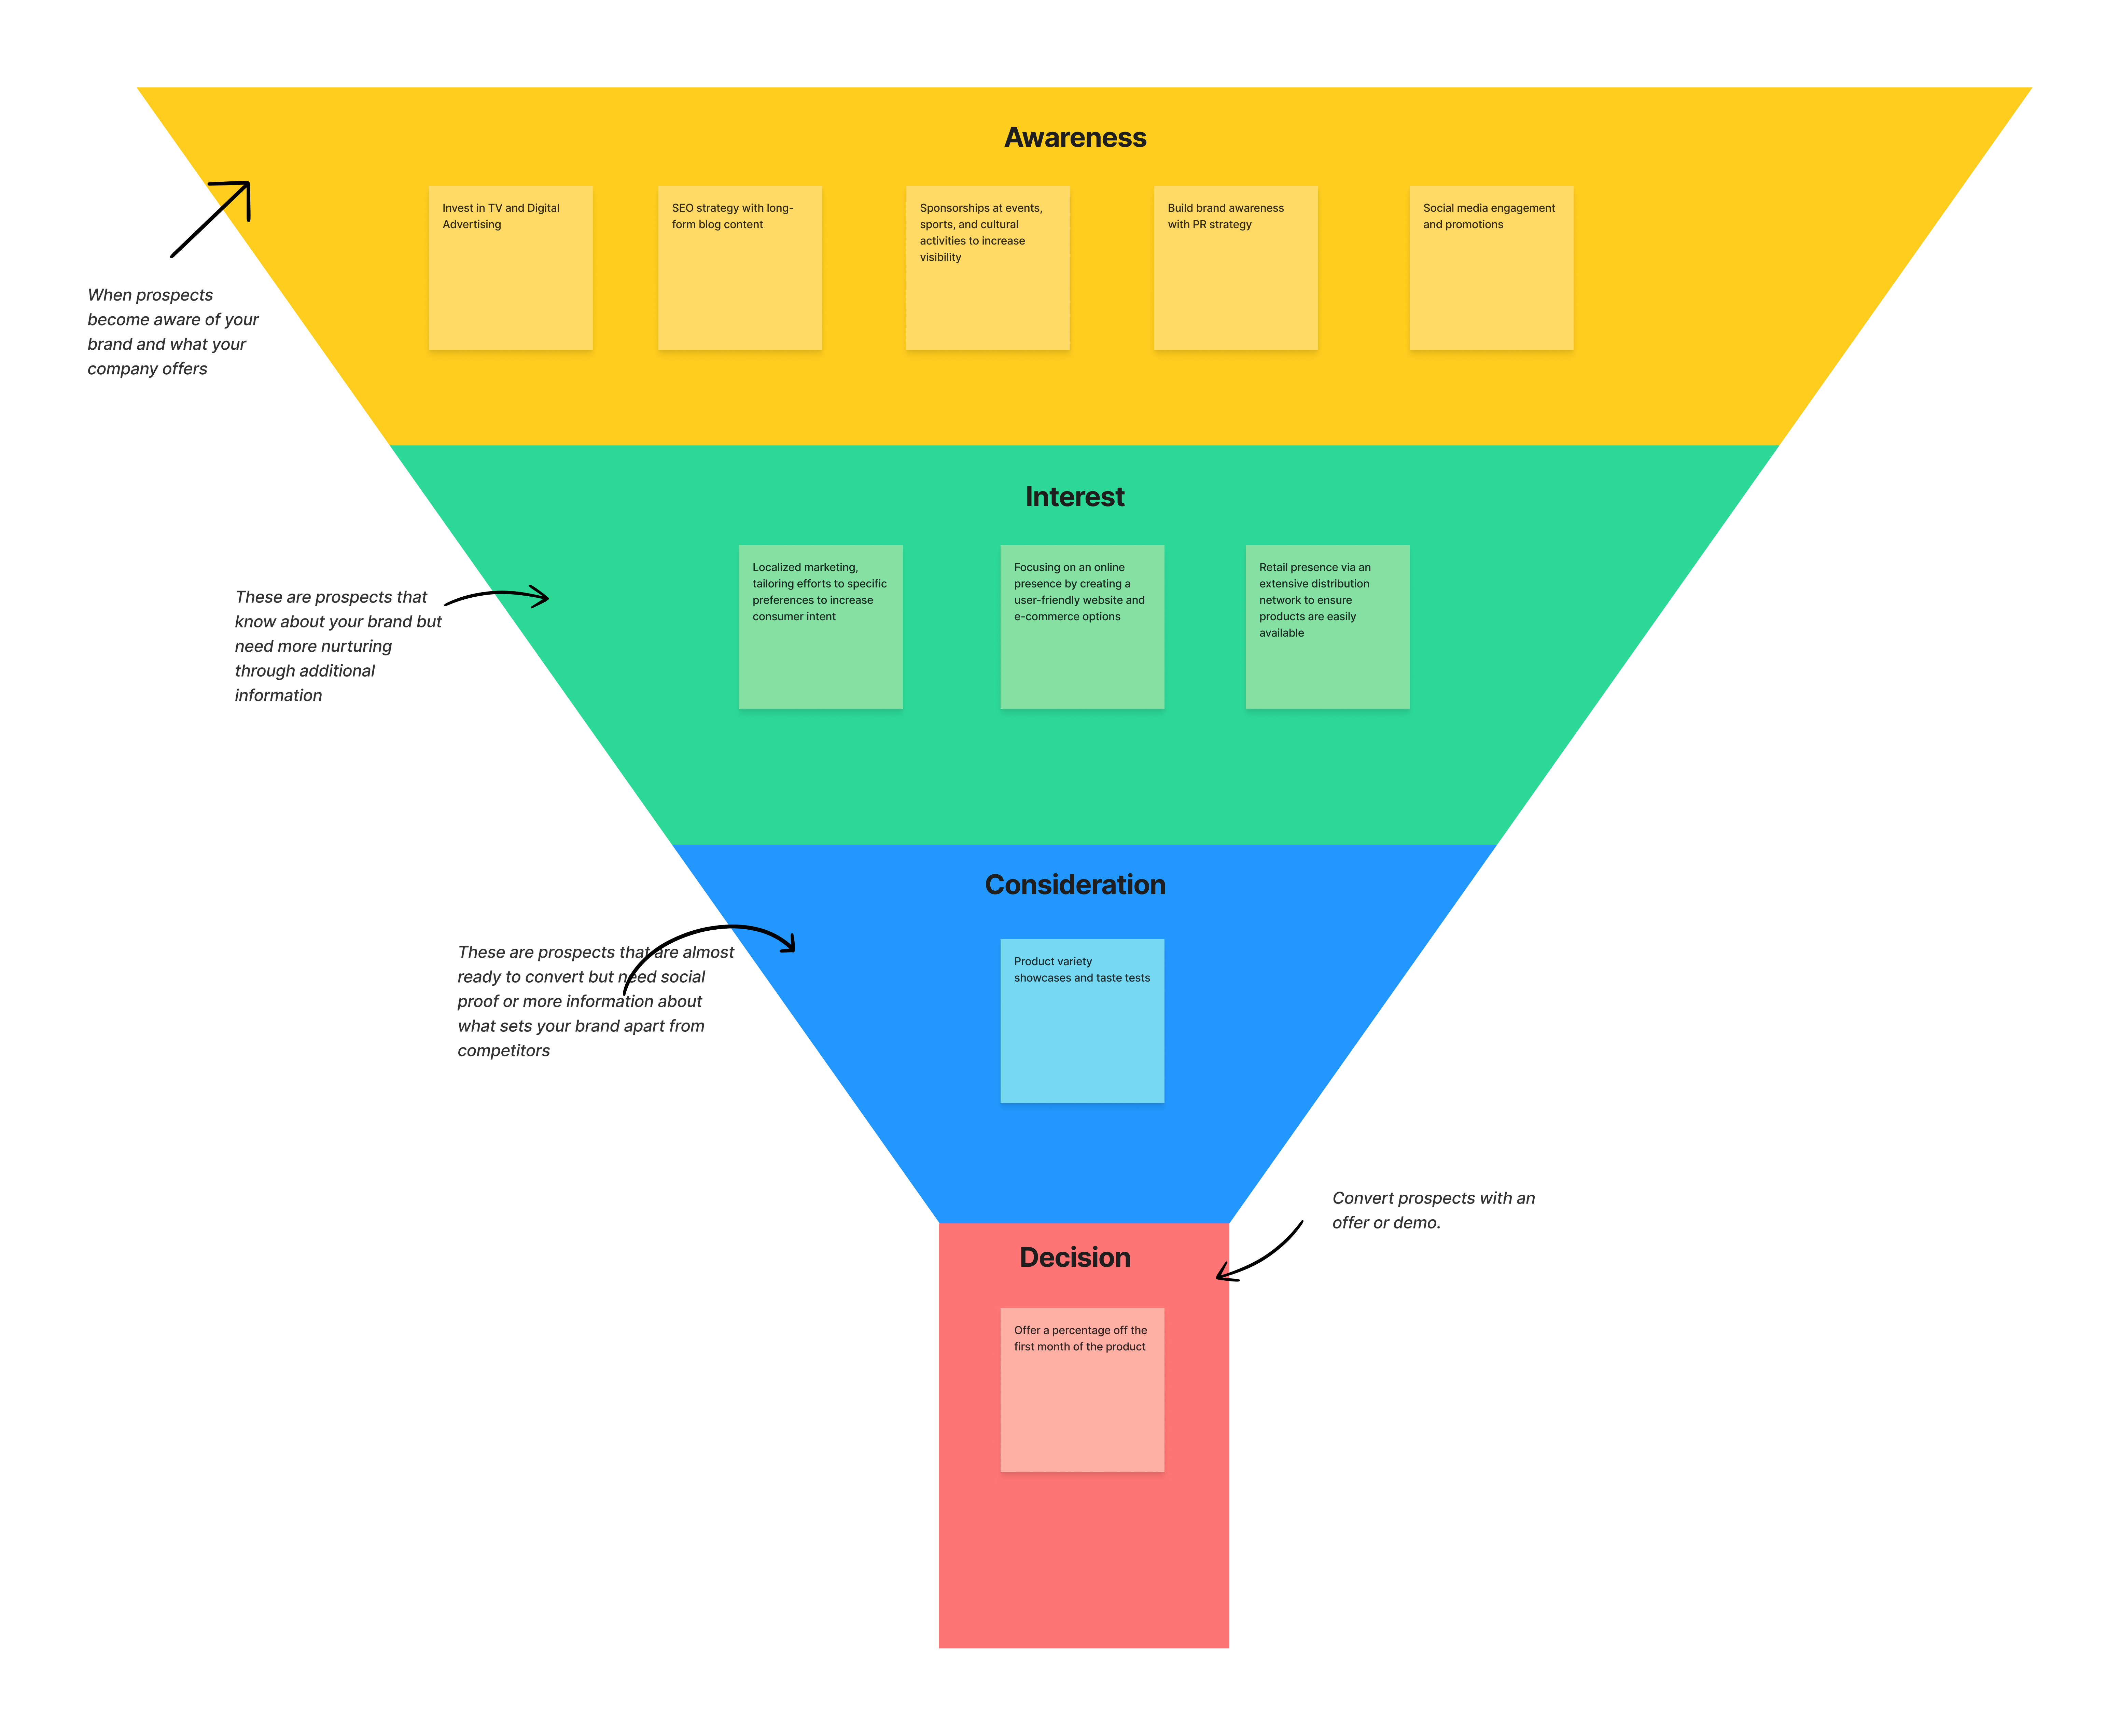 Awareness
Invest in TV and Digital
Advertising
SEO strategy with long-
form blog content
Sponsorships at events,
sports, and cultural
activities to increase
visibility
Build brand awareness
with PR strategy
Social media engagement
and promotions
When prospects
become aware of your
brand and what your
company offers
Interest
Localized marketing,
tailoring efforts to specific
preferences to increase
consumer intent
Focusing on an online
presence by creating a
user-friendly website and
e-commerce options
Retail presence via an
extensive distribution
network to ensure
products are easily
available
These are prospects that
know about your brand but
need more nurturing
through additional
information
Consideration
Product variety
showcases and taste tests
These are prospects that are almost
ready to convert but need social
proof or more information about
what sets your brand apart from
competitors
Convert prospects with an
offer or demo.
Decision
Offer a percentage off the
first month of the product